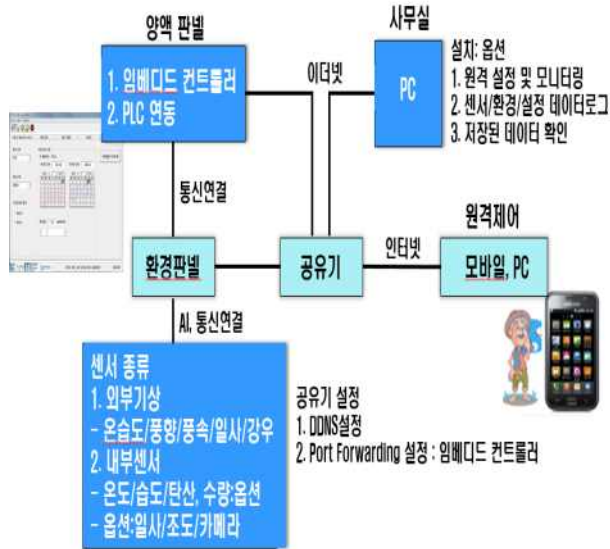 양액 판넬
1. 임베디드 컨트롤러
2. PLC 연동
이더넷
사무실
PC
설치: 옵션
1. 원격 설정 및 모니터링
2. 센서/환경/설정 데이터로그
3. 저장된 데이터 확인
통신연결
환경판넬
공유기
인터넷
원격제어
모바일, PC
AI, 통신연결
센서 종류
1. 외부기상
- 온습도/풍향/풍속/일사/강우
2. 내부센서
- 온도/습도/탄산, 수량:옵션
- 옵션:일사/조도/카메라
공유기 설정
1. DDNS설정
2. Port Forwarding 설정 : 임베디드 컨트롤러